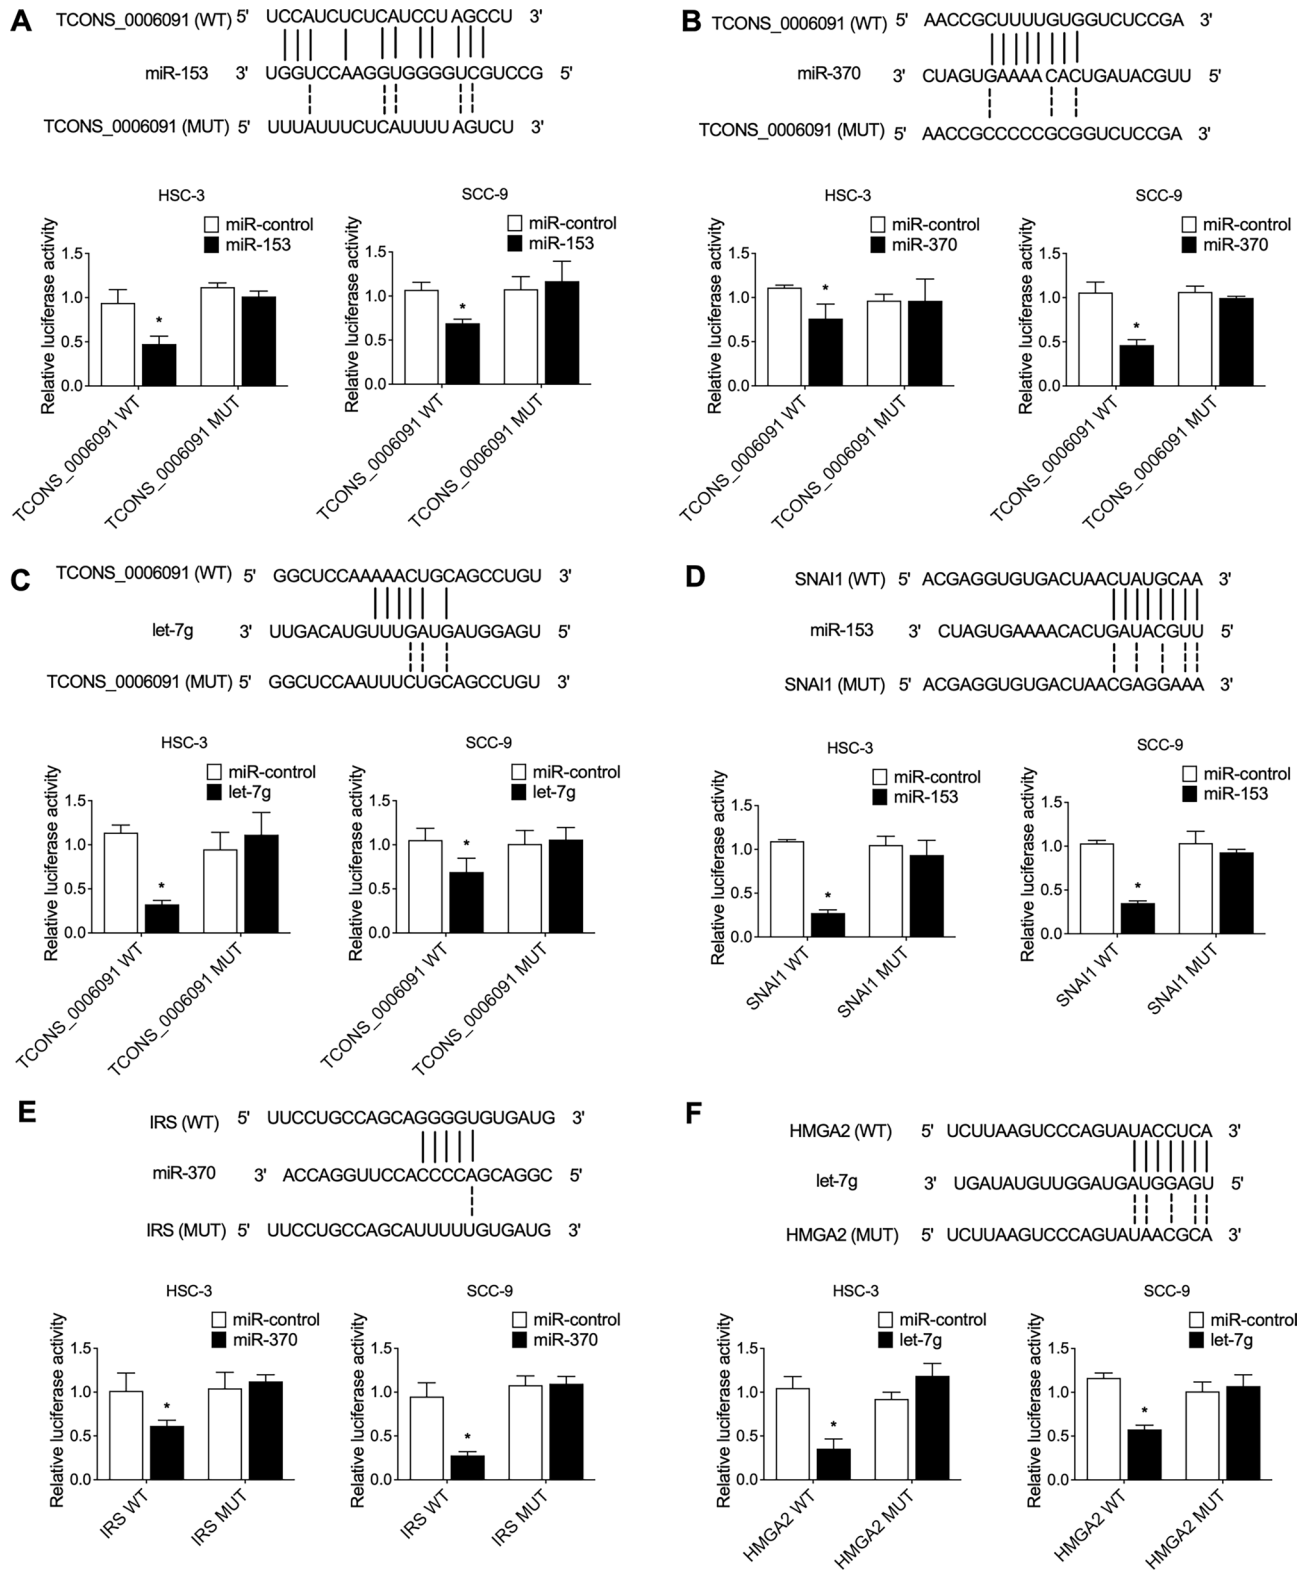 A
TCONS_0006091 (WT) 5' UCCAUCUCUCAUCCU AGCCU 3'
miR-153 3' UGGUCCAAGGUGGGGUCGUCCG 5'
TCONS_0006091 (MUT) 5' UUUAUUUCUCAUUUU AGUCU 3'
HSC-3
miR-control
miR-153
Relative luciferase activity
1.5
1.0
0.5
0.0
*
TCONS_0006091 WT
TCONS_0006091 MUT
SCC-9
miR-control
miR-153
Relative luciferase activity
1.5
1.0
0.5
0.0
*
TCONS_0006091 WT
TCONS_0006091 MUT
B
TCONS_0006091 (WT) 5' AACCGCUUUUGUGGUCUCCGA 3'
miR-370 3' CUAGUGAAAA CACUGAUACGUU 5'
TCONS_0006091 (MUT) 5' AACCGCCCCCGCGGUCUCCGA 3'
HSC-3
miR-control
miR-370
Relative luciferase activity
1.5
1.0
0.5
0.0
*
TCONS_0006091 WT
TCONS_0006091 MUT
SCC-9
miR-control
miR-370
Relative luciferase activity
1.5
1.0
0.5
0.0
*
TCONS_0006091 WT
TCONS_0006091 MUT
C
TCONS_0006091 (WT) 5' GGCUCCAAAAACUGCAGCCUGU 3'
let-7g 3' UUGACAUGUUUGAUGAUGGAGU 5'
TCONS_0006091 (MUT) 5' GGCUCCAAUUUCUGCAGCCUGU 3'
HSC-3
miR-control
let-7g
Relative luciferase activity
1.5
1.0
0.5
0.0
*
TCONS_0006091 WT
TCONS_0006091 MUT
SCC-9
miR-control
let-7g
Relative luciferase activity
1.5
1.0
0.5
0.0
*
TCONS_0006091 WT
TCONS_0006091 MUT
D
SNAI1 (WT) 5' ACGAGGUGUGACUAACUAUGCAA 3'
miR-153 3' CUAGUGAAAACACUGAUACGUU 5'
SNAI1 (MUT) 5' ACGAGGUGUGACUAACGAGGAAA 3'
HSC-3
miR-control
miR-153
Relative luciferase activity
1.5
1.0
0.5
0.0
*
SNAI1 WT
SNAI1 MUT
SCC-9
miR-control
miR-153
Relative luciferase activity
1.5
1.0
0.5
0.0
*
SNAI1 WT
SNAI1 MUT
E
IRS (WT) 5' UUCCUGCCAGCAGGGGUGUGAUG 3'
miR-370 3' ACCAGGUUCCACCCCAGCAGGC 5'
IRS (MUT) 5' UUCCUGCCAGCAUUUUUGUGAUG 3'
HSC-3
miR-control
miR-370
Relative luciferase activity
1.5
1.0
0.5
0.0
*
IRS WT
IRS MUT
SCC-9
miR-control
miR-370
Relative luciferase activity
1.5
1.0
0.5
0.0
*
IRS WT
IRS MUT
F
HMGA2 (WT) 5' UCUUAAGUCCCAGUAUACCUCA 3'
let-7g 3' UGAUAUGUUGGAUGAUGGAGU 5'
HMGA2 (MUT) 5' UCUUAAGUCCCAGUAUAACGCA 3'
HSC-3
miR-control
let-7g
Relative luciferase activity
1.5
1.0
0.5
0.0
*
HMGA2 WT
HMGA2 MUT
SCC-9
miR-control
let-7g
Relative luciferase activity
1.5
1.0
0.5
0.0
*
HMGA2 WT
HMGA2 MUT